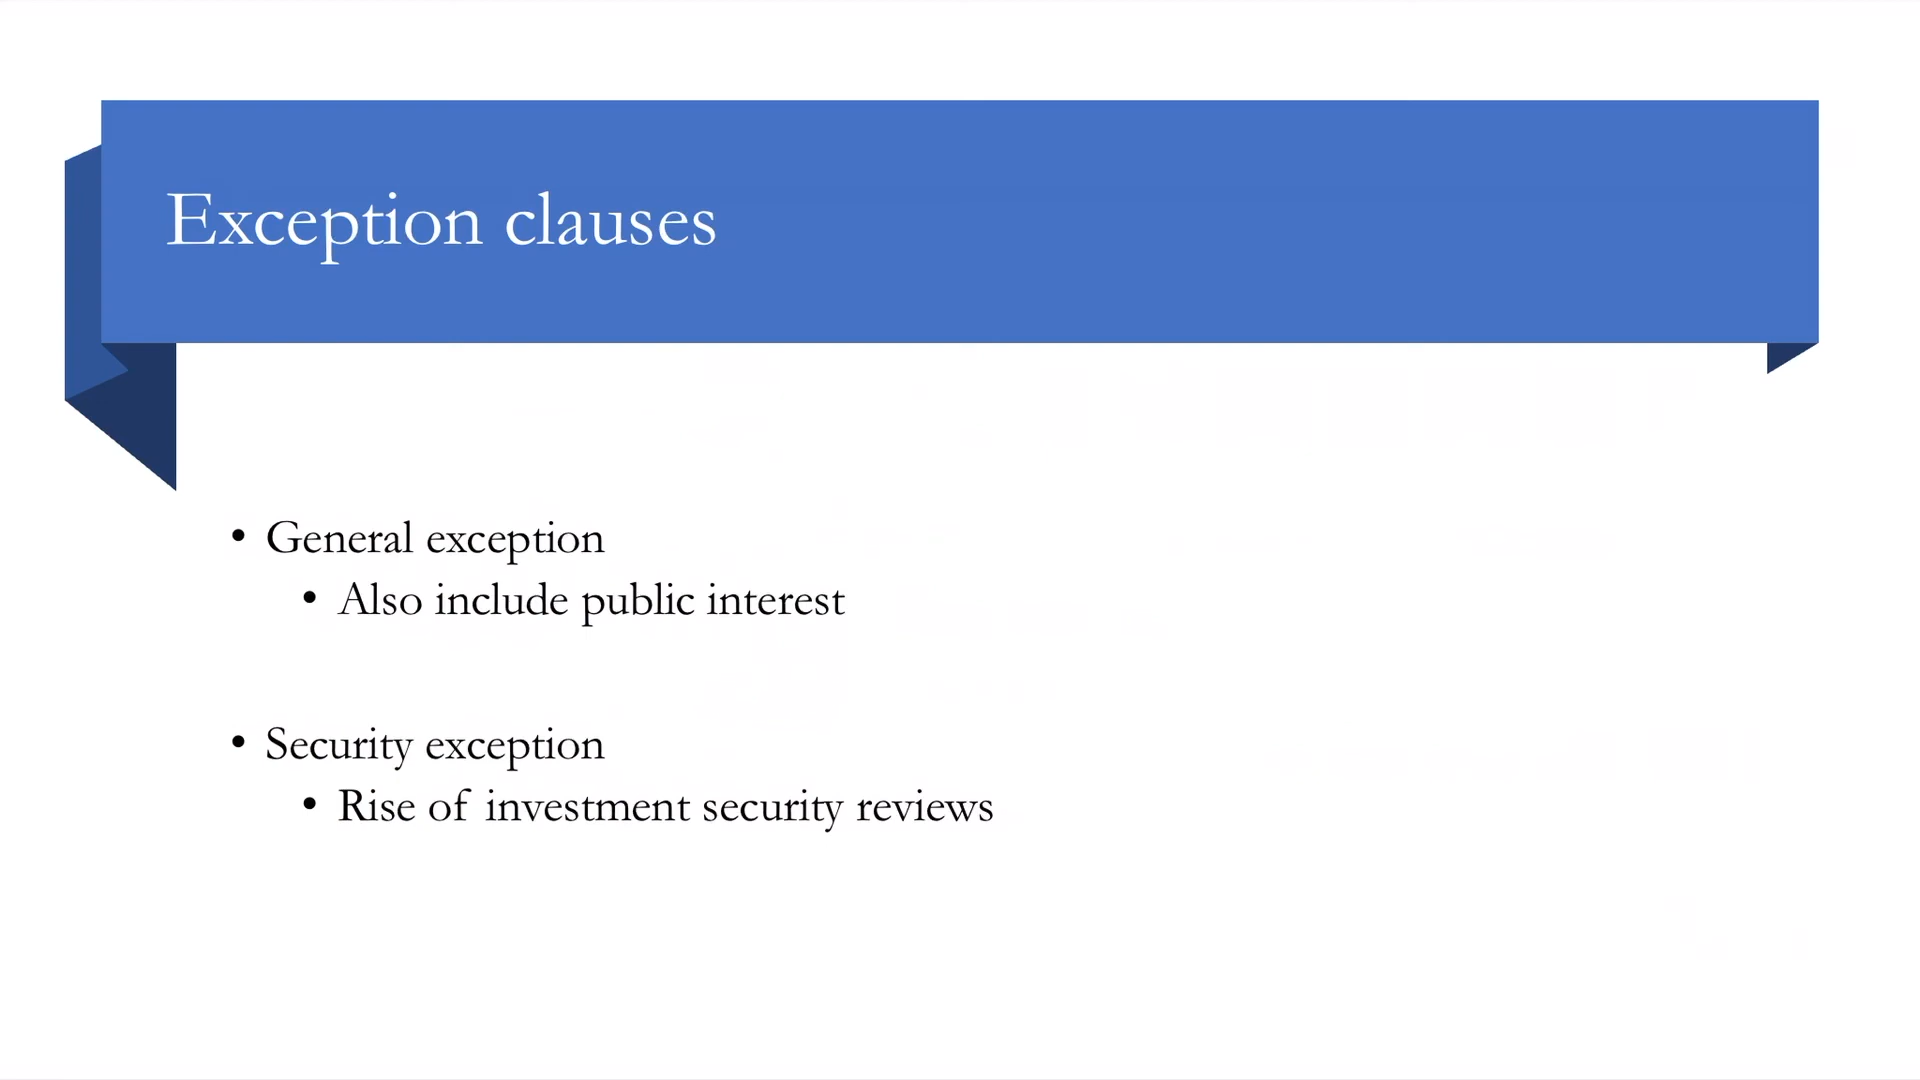 Exception clauses
• General exception
• Also include public interest
• Security exception
• Rise of investment security reviews